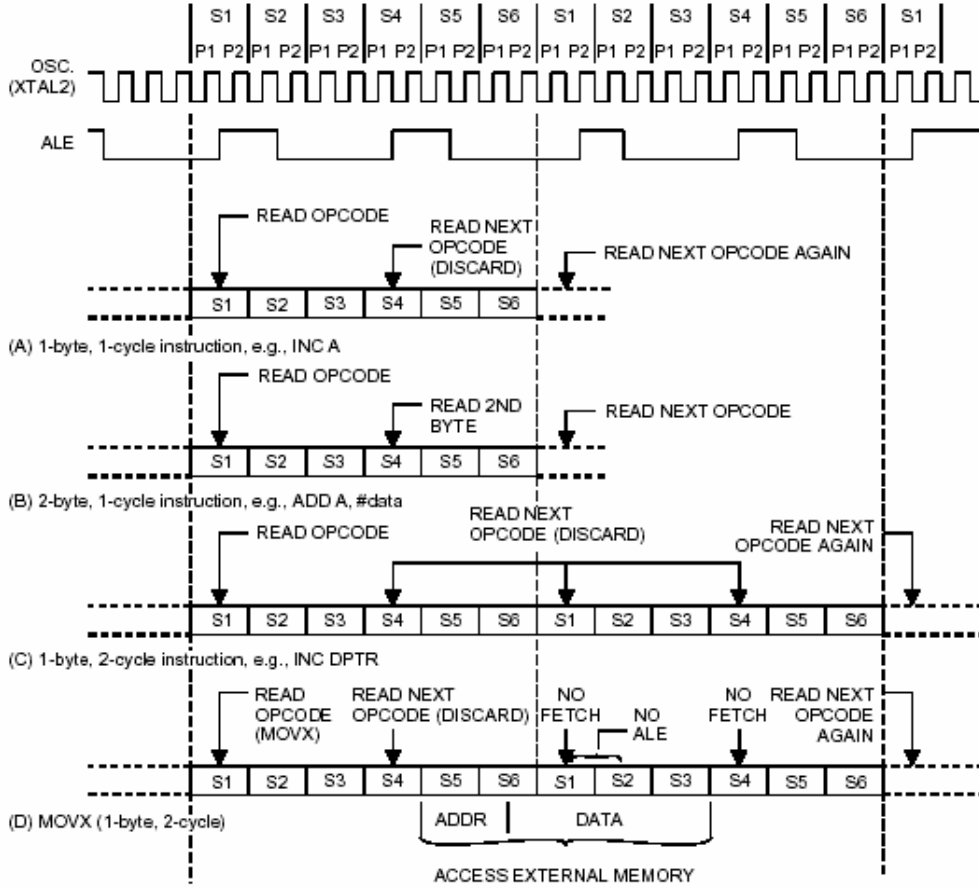 S1 S2 S3 S4 S5 S6 S1 S2 S3 S4 S5 S6 S1
P1 P2 P1 P2 P1 P2 P1 P2 P1 P2 P1 P2 P1 P2 P1 P2 P1 P2 P1 P2 P1 P2 P1 P2 P1 P2
OSC.
(XTAL2)
ALE
READ OPCODE
READ NEXT
OPCODE
(DISCARD)
READ NEXT OPCODE AGAIN
S1 S2 S3 S4 S5 S6
(A) 1-byte, 1-cycle instruction, e.g., INC A
READ OPCODE
READ 2ND
BYTE
READ NEXT OPCODE
S1 S2 S3 S4 S5 S6
(B) 2-byte, 1-cycle instruction, e.g., ADD A, #data
READ OPCODE
READ NEXT
OPCODE (DISCARD)
READ NEXT
OPCODE AGAIN
S1 S2 S3 S4 S5 S6 S1 S2 S3 S4 S5 S6
(C) 1-byte, 2-cycle instruction, e.g., INC DPTR
READ
OPCODE
(MOVX)
READ NEXT
OPCODE (DISCARD)
NO
FETCH
NO
ALE
NO
FETCH
READ NEXT
OPCODE
AGAIN
S1 S2 S3 S4 S5 S6 S1 S2 S3 S4 S5 S6
(D) MOVX (1-byte, 2-cycle)
ADDR
DATA
ACCESS EXTERNAL MEMORY